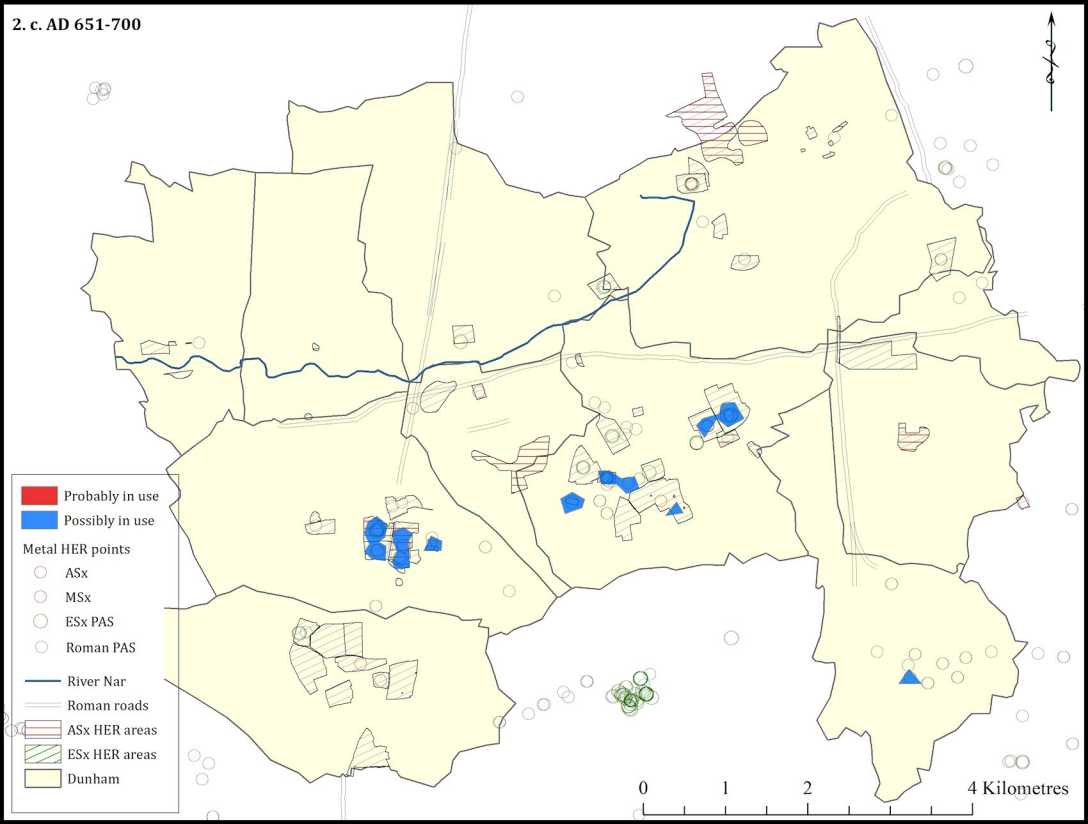 2. c. AD 651-700
Probably in use
Possibly in use
Metal HER points
ASx
MSx
ESx PAS
Roman PAS
River Nar
Roman roads
ASx HER areas
ESx HER areas
Dunham
0 1 2 4 Kilometres